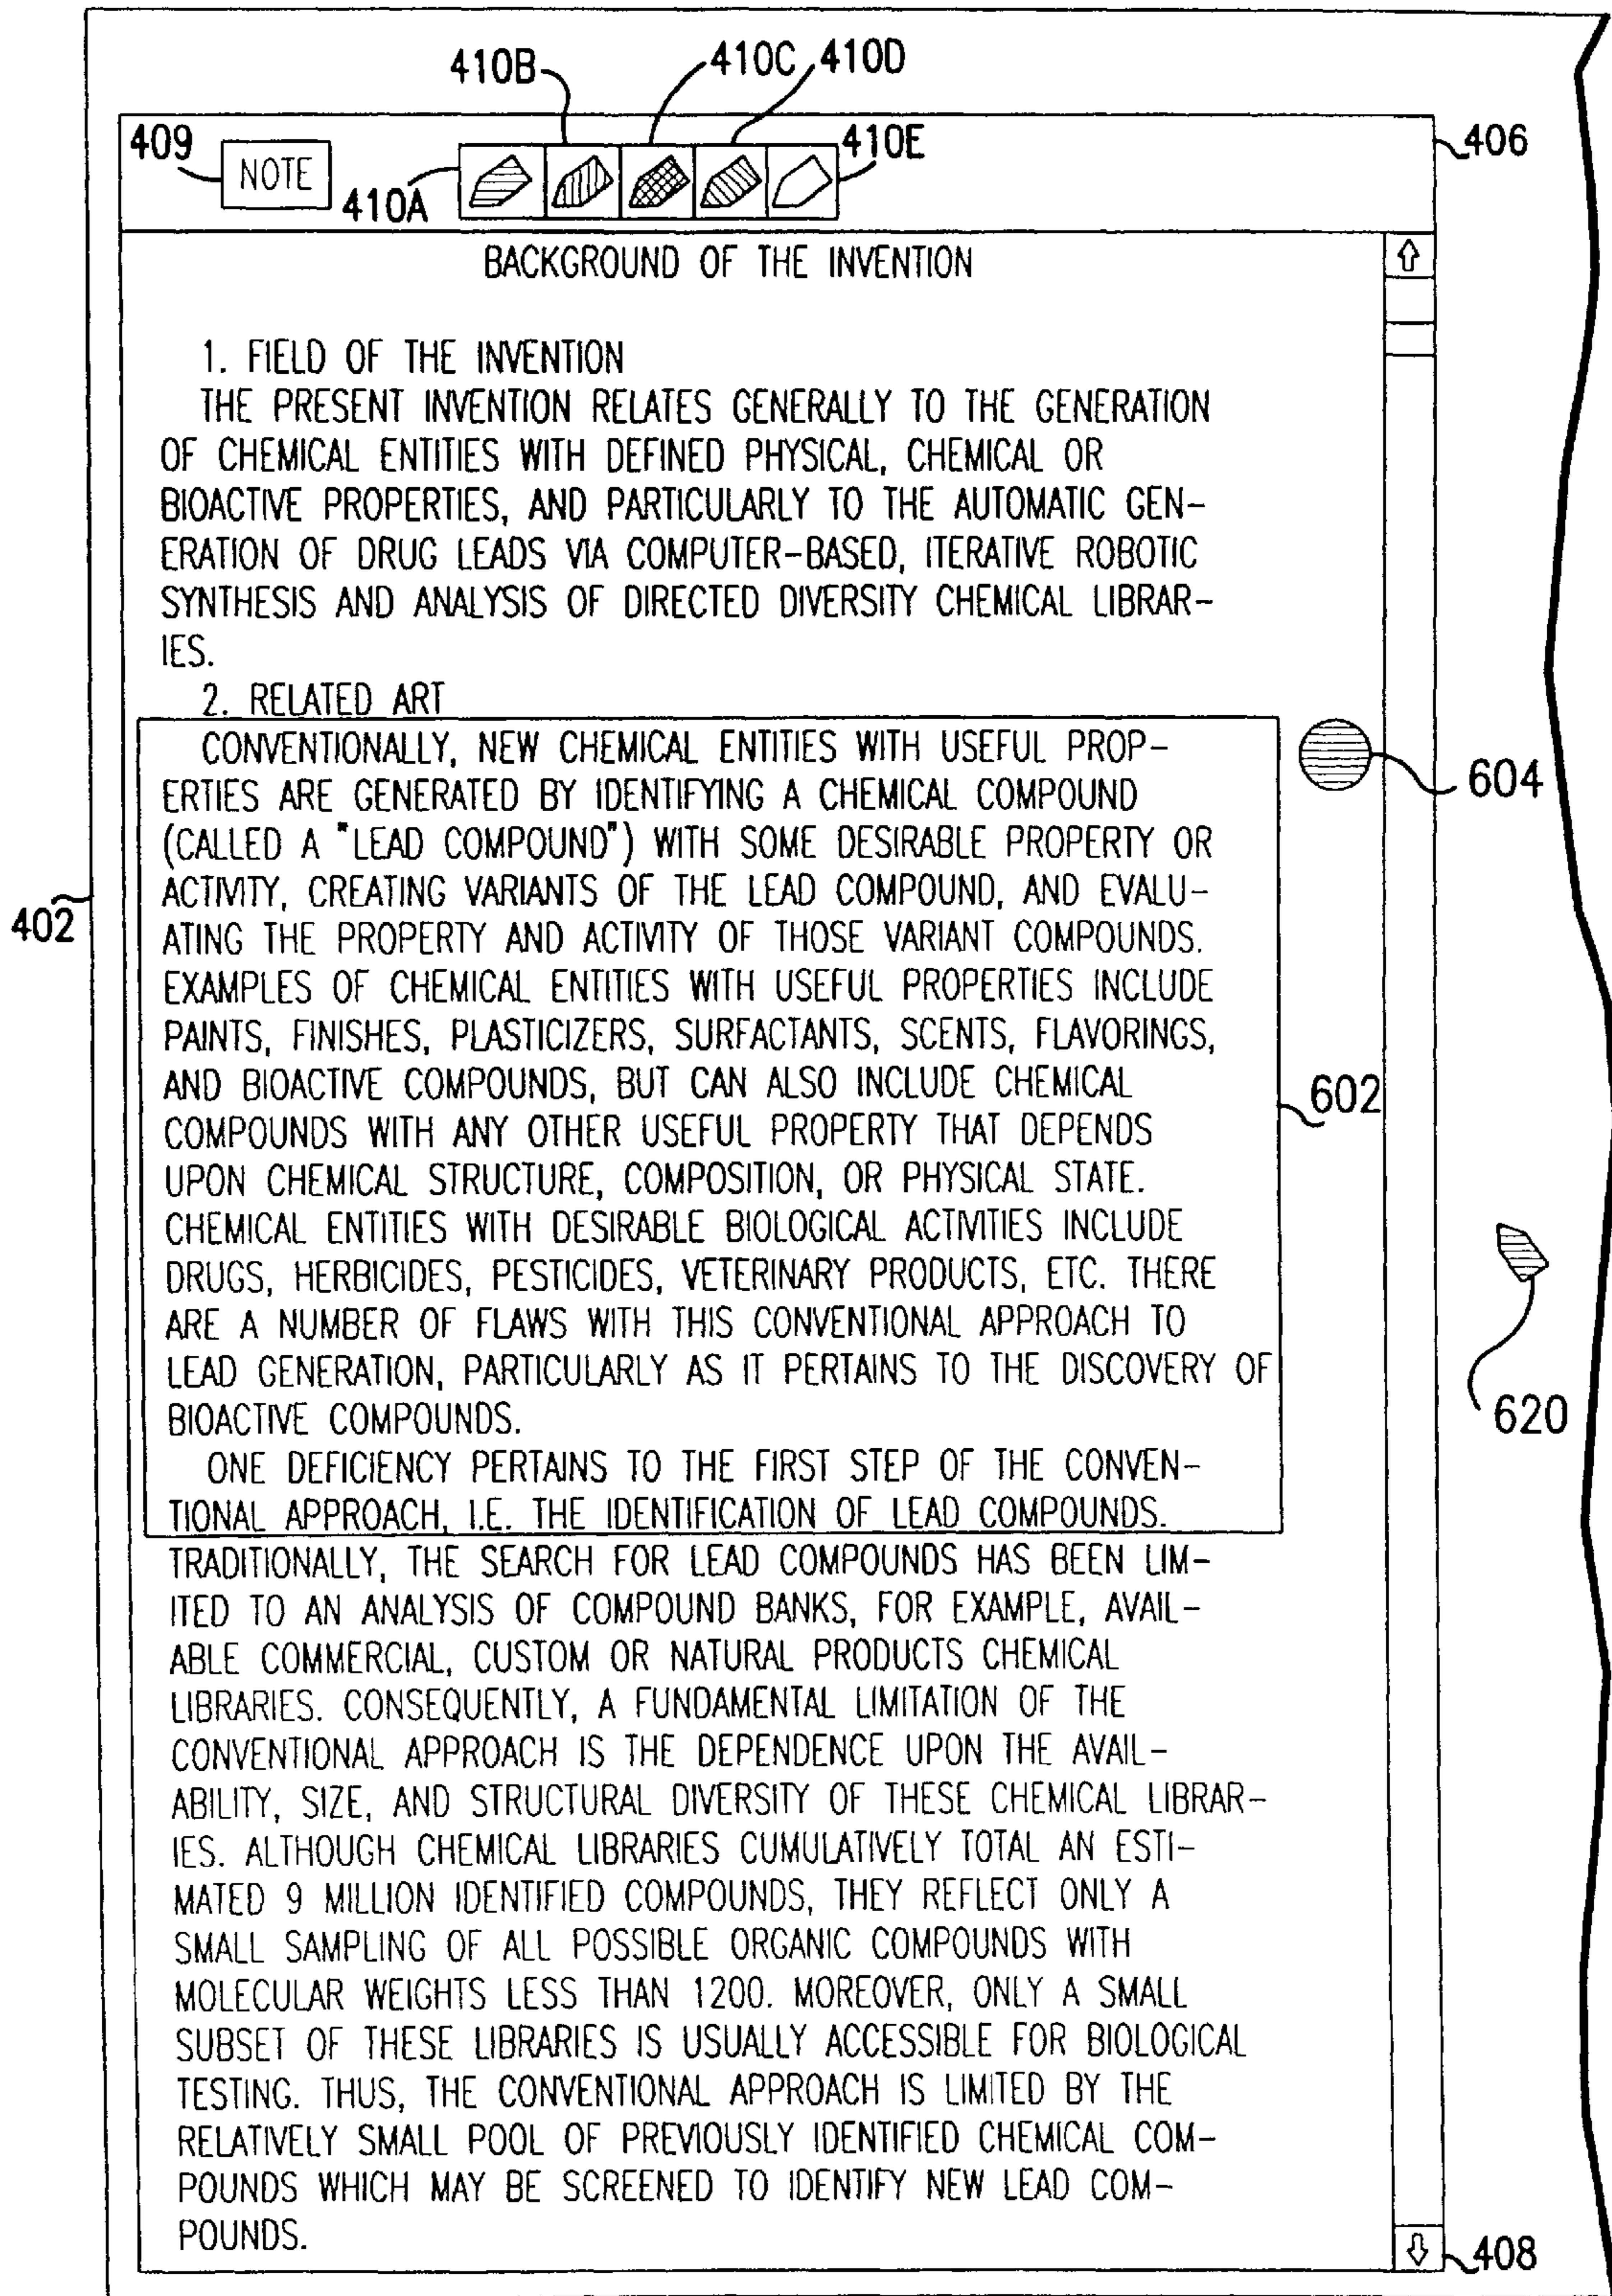 410B 410C 410D
409 NOTE 410A 410E 406
BACKGROUND OF THE INVENTION
1. FIELD OF THE INVENTION
THE PRESENT INVENTION RELATES GENERALLY TO THE GENERATION
OF CHEMICAL ENTITIES WITH DEFINED PHYSICAL, CHEMICAL OR
BIOACTIVE PROPERTIES, AND PARTICULARLY TO THE AUTOMATIC GEN-
ERATION OF DRUG LEADS VIA COMPUTER-BASED, ITERATIVE ROBOTIC
SYNTHESIS AND ANALYSIS OF DIRECTED DIVERSITY CHEMICAL LIBRAR-
IES.
2. RELATED ART
CONVENTIONALLY, NEW CHEMICAL ENTITIES WITH USEFUL PROP-
ERTIES ARE GENERATED BY IDENTIFYING A CHEMICAL COMPOUND
604
(CALLED A "LEAD COMPOUND") WITH SOME DESIRABLE PROPERTY OR
ACTIVITY, CREATING VARIANTS OF THE LEAD COMPOUND, AND EVALU-
402
ATING THE PROPERTY AND ACTIVITY OF THOSE VARIANT COMPOUNDS.
EXAMPLES OF CHEMICAL ENTITIES WITH USEFUL PROPERTIES INCLUDE
PAINTS, FINISHES, PLASTICIZERS, SURFACTANTS, SCENTS, FLAVORINGS,
AND BIOACTIVE COMPOUNDS, BUT CAN ALSO INCLUDE CHEMICAL
602
COMPOUNDS WITH ANY OTHER USEFUL PROPERTY THAT DEPENDS
UPON CHEMICAL STRUCTURE, COMPOSITION, OR PHYSICAL STATE.
CHEMICAL ENTITIES WITH DESIRABLE BIOLOGICAL ACTIVITIES INCLUDE
DRUGS, HERBICIDES, PESTICIDES, VETERINARY PRODUCTS, ETC. THERE
ARE A NUMBER OF FLAWS WITH THIS CONVENTIONAL APPROACH TO
LEAD GENERATION, PARTICULARLY AS IT PERTAINS TO THE DISCOVERY OF
BIOACTIVE COMPOUNDS.
620
ONE DEFICIENCY PERTAINS TO THE FIRST STEP OF THE CONVEN-
TIONAL APPROACH, I.E. THE IDENTIFICATION OF LEAD COMPOUNDS.
TRADITIONALLY, THE SEARCH FOR LEAD COMPOUNDS HAS BEEN LIM-
ITED TO AN ANALYSIS OF COMPOUND BANKS, FOR EXAMPLE, AVAIL-
ABLE COMMERCIAL, CUSTOM OR NATURAL PRODUCTS CHEMICAL
LIBRARIES. CONSEQUENTLY, A FUNDAMENTAL LIMITATION OF THE
CONVENTIONAL APPROACH IS THE DEPENDENCE UPON THE AVAIL-
ABILITY, SIZE, AND STRUCTURAL DIVERSITY OF THESE CHEMICAL LIBRAR-
IES. ALTHOUGH CHEMICAL LIBRARIES CUMULATIVELY TOTAL AN ESTI-
MATED 9 MILLION IDENTIFIED COMPOUNDS, THEY REFLECT ONLY A
SMALL SAMPLING OF ALL POSSIBLE ORGANIC COMPOUNDS WITH
MOLECULAR WEIGHTS LESS THAN 1200. MOREOVER, ONLY A SMALL
SUBSET OF THESE LIBRARIES IS USUALLY ACCESSIBLE FOR BIOLOGICAL
TESTING. THUS, THE CONVENTIONAL APPROACH IS LIMITED BY THE
RELATIVELY SMALL POOL OF PREVIOUSLY IDENTIFIED CHEMICAL COM-
POUNDS WHICH MAY BE SCREENED TO IDENTIFY NEW LEAD COM-
POUNDS.
408